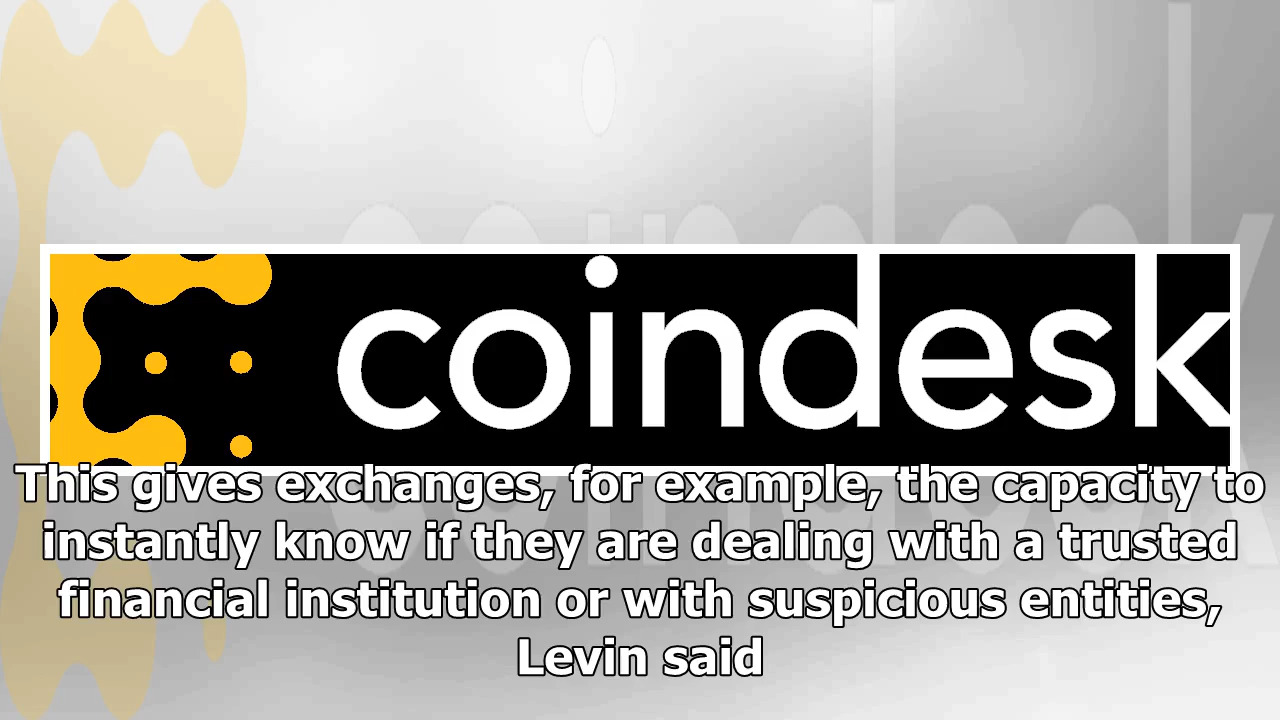 coindesk
This gives exchanges, for example, the capacity to
instantly know if they are dealing with a trusted
financial institution or with suspicious entities,
Levin said